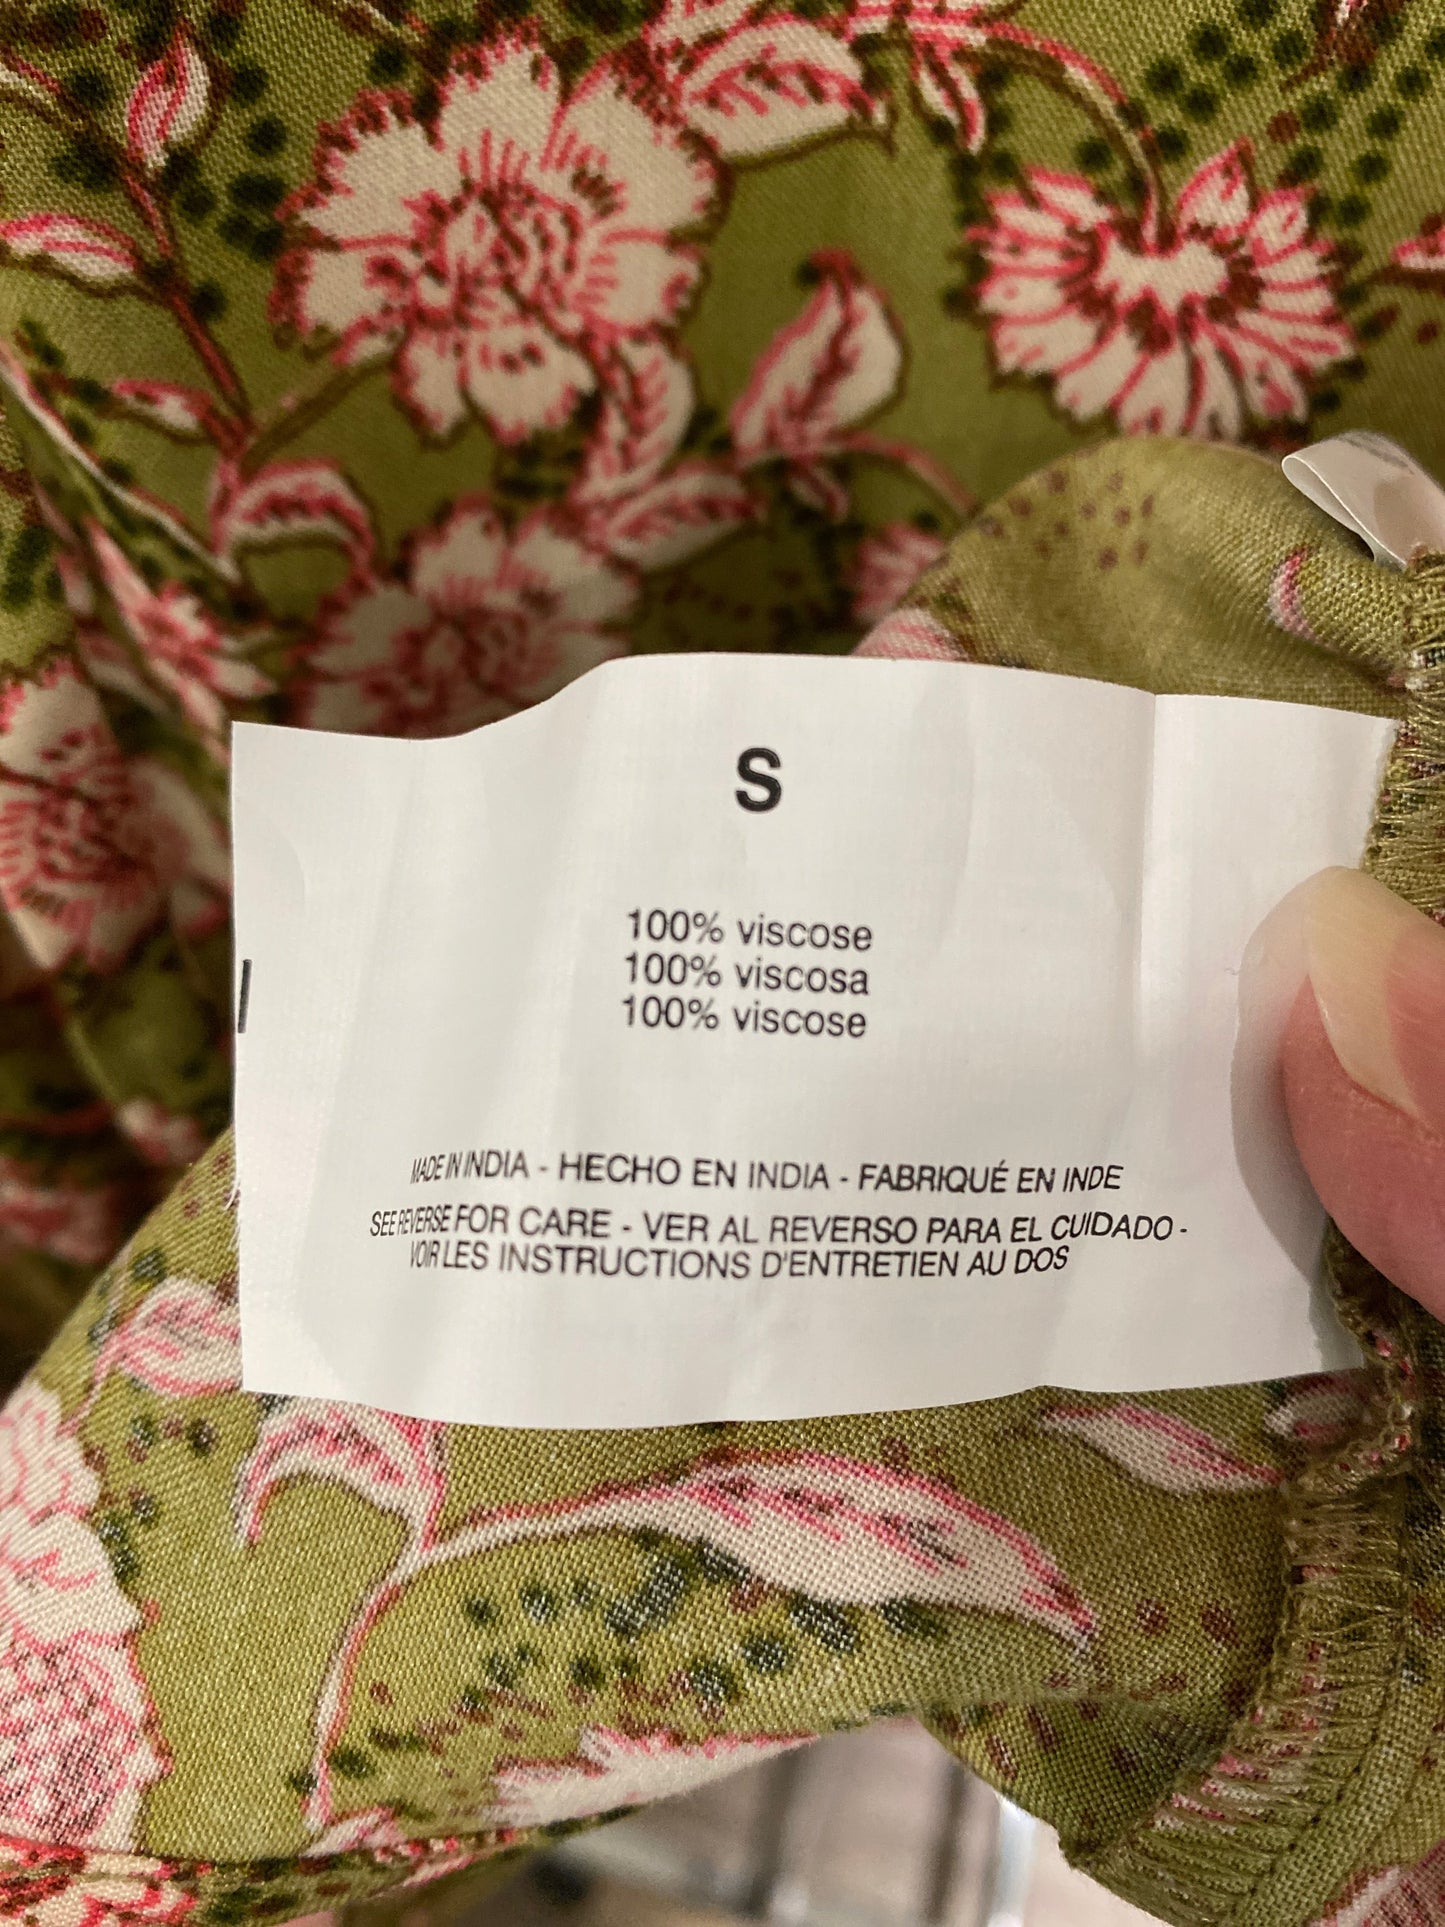 S
100% viscose
100% viscosa
100% viscose
MADE IN INDIA - HECHO EN INDIA - FABRIQUÉ EN INDE
SEE REVERSE FOR CARE - VER AL REVERSO PARA EL CUIDADO -
VOIR LES INSTRUCTIONS D'ENTRETIEN AU DOS